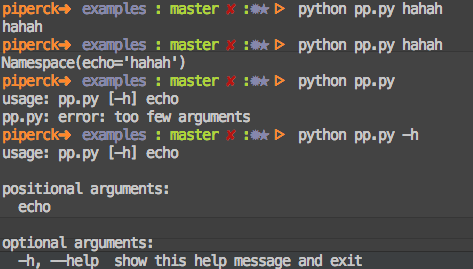 piperck➜ examples : master ✘ :✹★ ▷ python pp.py hahah
hahah
piperck➜ examples : master ✘ :✹★ ▷ python pp.py hahah
Namespace(echo='hahah')
piperck➜ examples : master ✘ :✹★ ▷ python pp.py
usage: pp.py [-h] echo
pp.py: error: too few arguments
piperck➜ examples : master ✘ :✹★ ▷ python pp.py -h
usage: pp.py [-h] echo
positional arguments:
echo
optional arguments:
-h, --help show this help message and exit